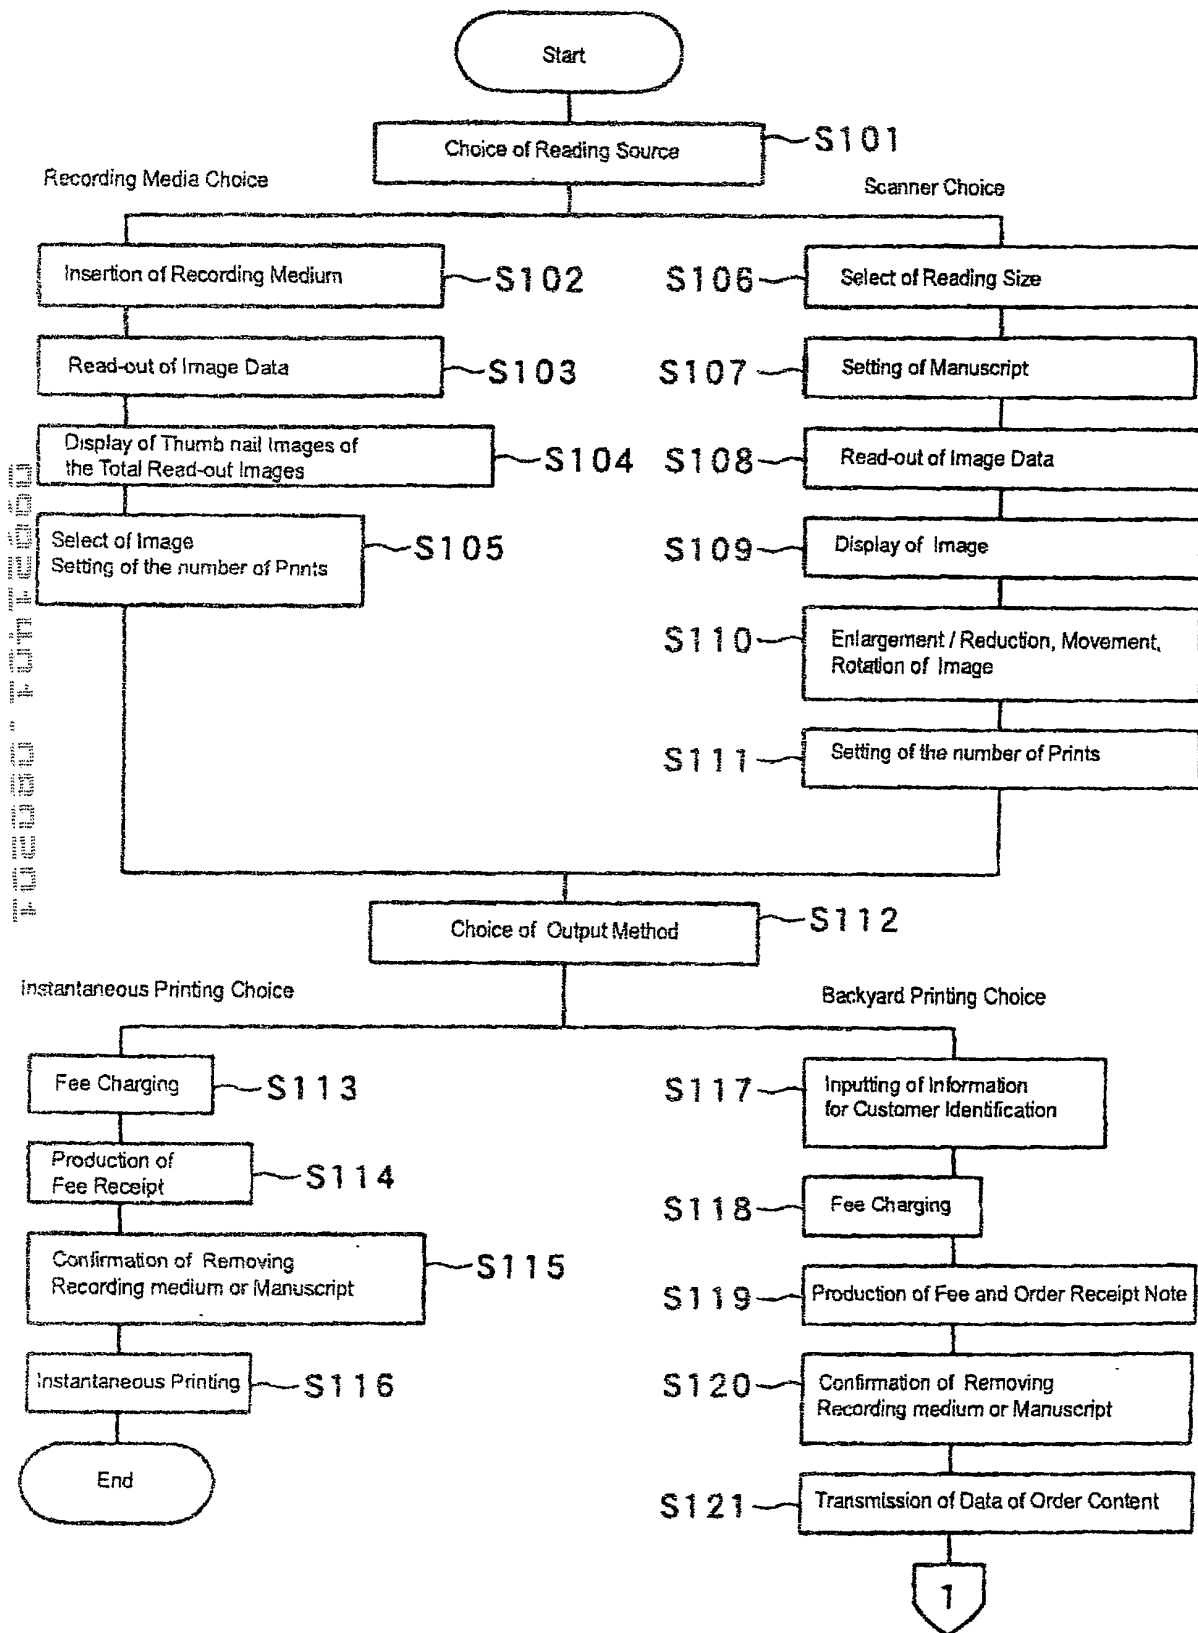 Start
Choice of Reading Source
S101
Recording Media Choice
Scanner Choice
Insertion of Recording Medium
S102
S106
Select of Reading Size
Read-out of Image Data
S103
S107
Setting of Manuscript
Display of Thumb nail Images of
the Total Read-out Images
S104
S108
Read-out of Image Data
Select of Image
Setting of the number of Prints
S105
S109
Display of Image
S110
Enlargement / Reduction, Movement,
Rotation of Image
S111
Setting of the number of Prints
Choice of Output Method
S112
Instantaneous Printing Choice
Backyard Printing Choice
Fee Charging
S113
S117
Inputting of Information
for Customer Identification
Production of
Fee Receipt
S114
S118
Fee Charging
Confirmation of Removing
Recording medium or Manuscript
S115
S119
Production of Fee and Order Receipt Note
Instantaneous Printing
S116
S120
Confirmation of Removing
Recording medium or Manuscript
End
S121
Transmission of Data of Order Content
1